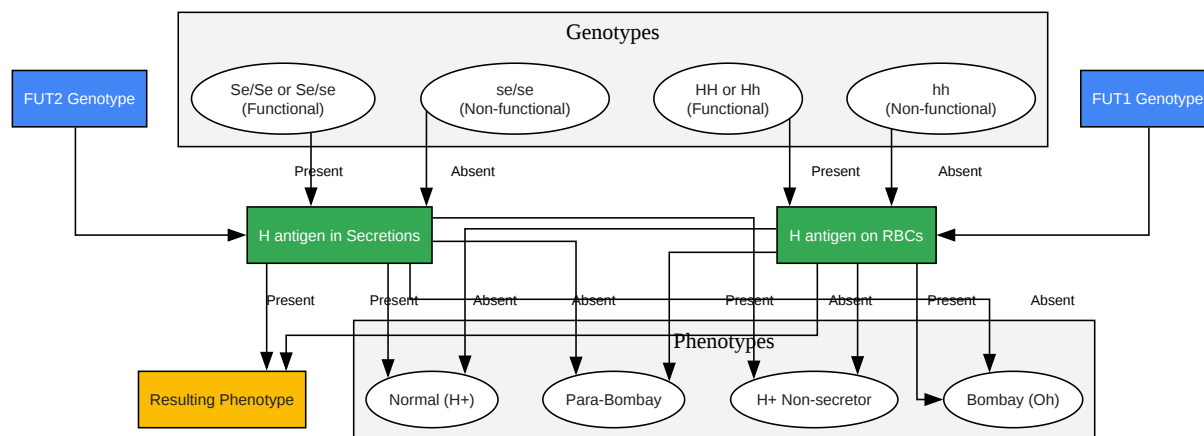 Genotypes
FUT2 Genotype
Se/Se or Se/se
(Functional)
se/se
(Non-functional)
HH or Hh
(Functional)
hh
(Non-functional)
FUT1 Genotype
Present
Absent
Present
Absent
H antigen in Secretions
H antigen on RBCs
Present
Present
Absent
Absent
Present
Absent
Present
Absent
Phenotypes
Resulting Phenotype
Normal (H+)
Para-Bombay
H+ Non-secretor
Bombay (Oh)